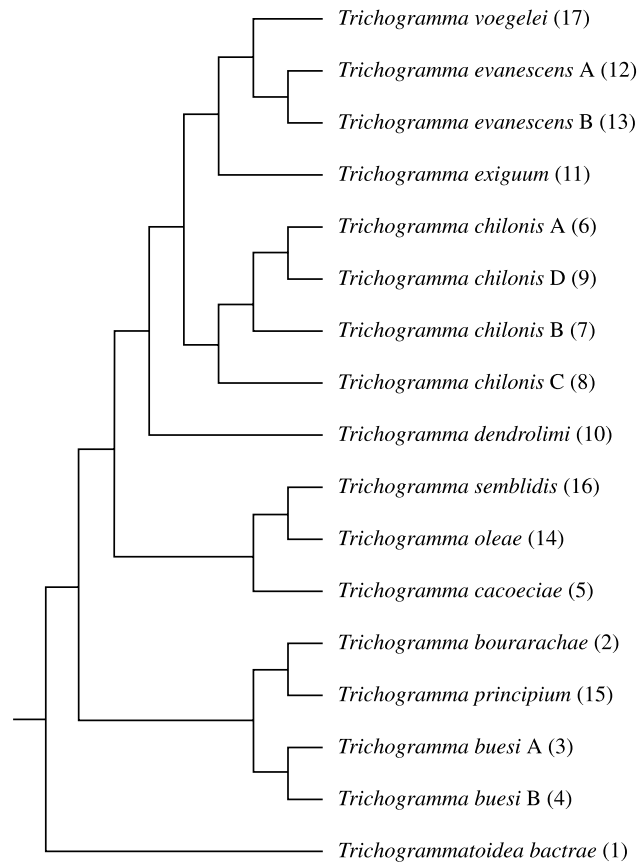 Trichogramma voegelei (17)
Trichogramma evanescens A (12)
Trichogramma evanescens B (13)
Trichogramma exiguum (11)
Trichogramma chilonis A (6)
Trichogramma chilonis D (9)
Trichogramma chilonis B (7)
Trichogramma chilonis C (8)
Trichogramma dendrolimi (10)
Trichogramma semblidis (16)
Trichogramma oleae (14)
Trichogramma cacoeciae (5)
Trichogramma bourarachae (2)
Trichogramma principium (15)
Trichogramma buesi A (3)
Trichogramma buesi B (4)
Trichogrammatoidea bactrae (1)